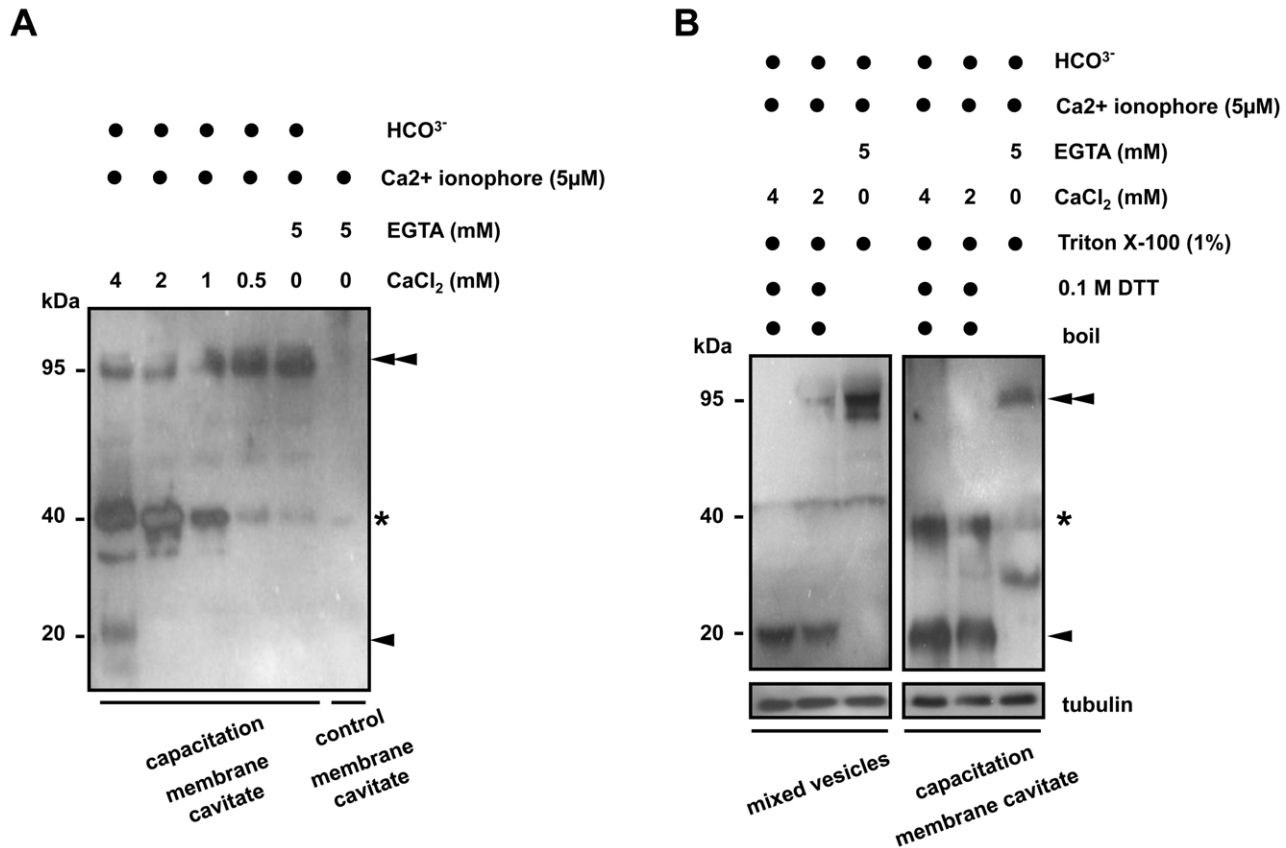 A
HCO³⁻
Ca2+ ionophore (5µM)
5 5 EGTA (mM)
4 2 1 0.5 0 0 CaCl₂ (mM)
kDa
95 -
40 - *
20 -
capacitation
membrane
cavitate
control
membrane
cavitate
B
HCO³⁻
Ca2+ ionophore (5µM)
5 5 EGTA (mM)
4 2 0 4 2 0 CaCl₂ (mM)
Triton X-100 (1%)
0.1 M DTT
boil
kDa
95 -
40 - *
20 -
tubulin
mixed vesicles
capacitation
membrane cavitate